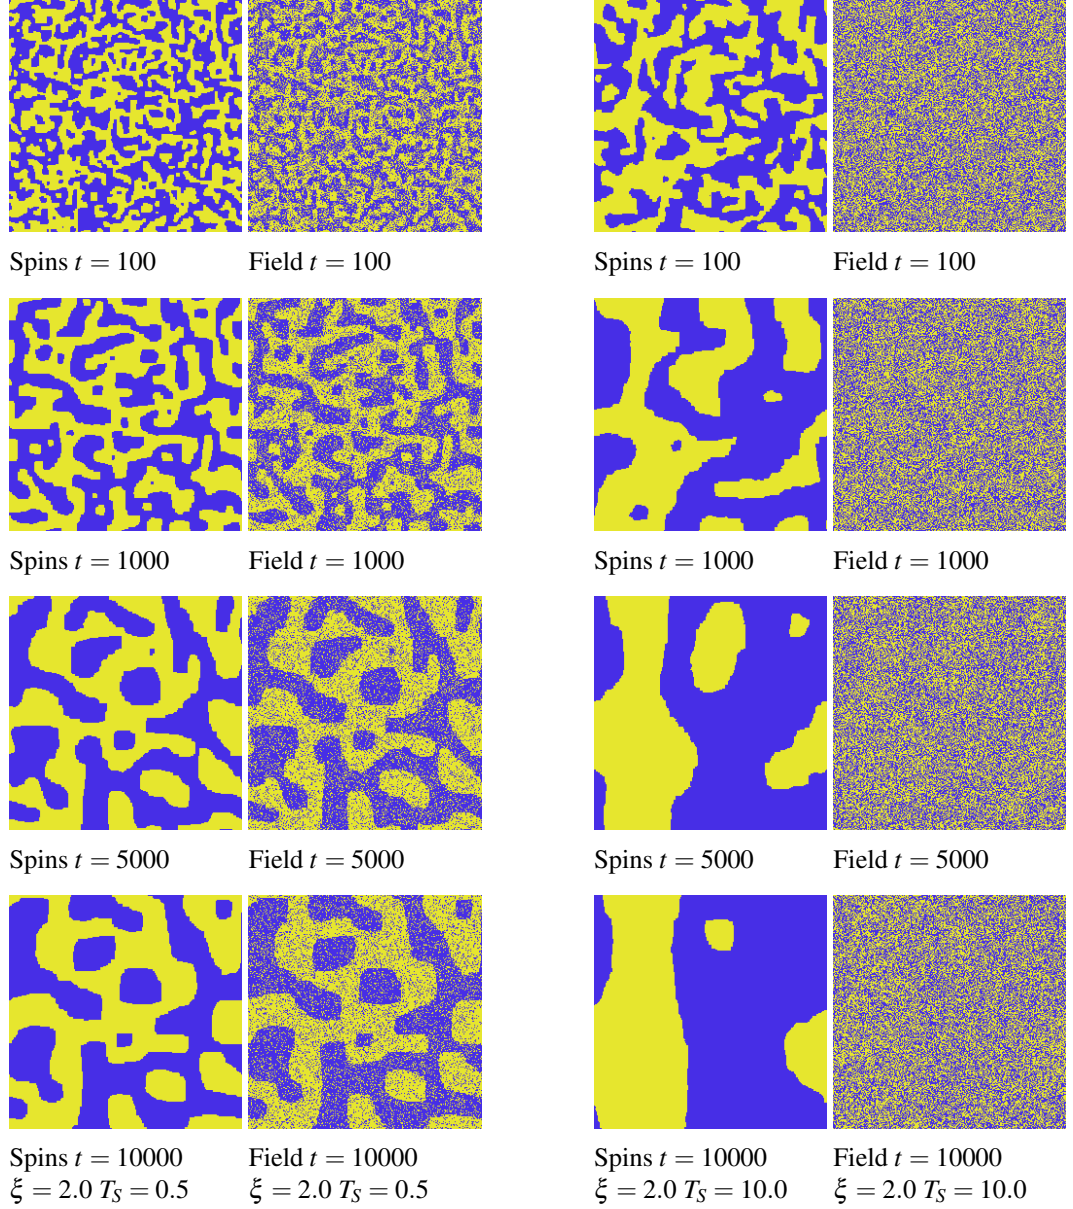 Spins t = 100 Field t = 100 Spins t = 100 Field t = 100
Spins t = 1000 Field t = 1000 Spins t = 1000 Field t = 1000
Spins t = 5000 Field t = 5000 Spins t = 5000 Field t = 5000
Spins t = 10000 Field t = 10000 Spins t = 10000 Field t = 10000
ξ = 2.0 T_S = 0.5 ξ = 2.0 T_S = 0.5 ξ = 2.0 T_S = 10.0 ξ = 2.0 T_S = 10.0